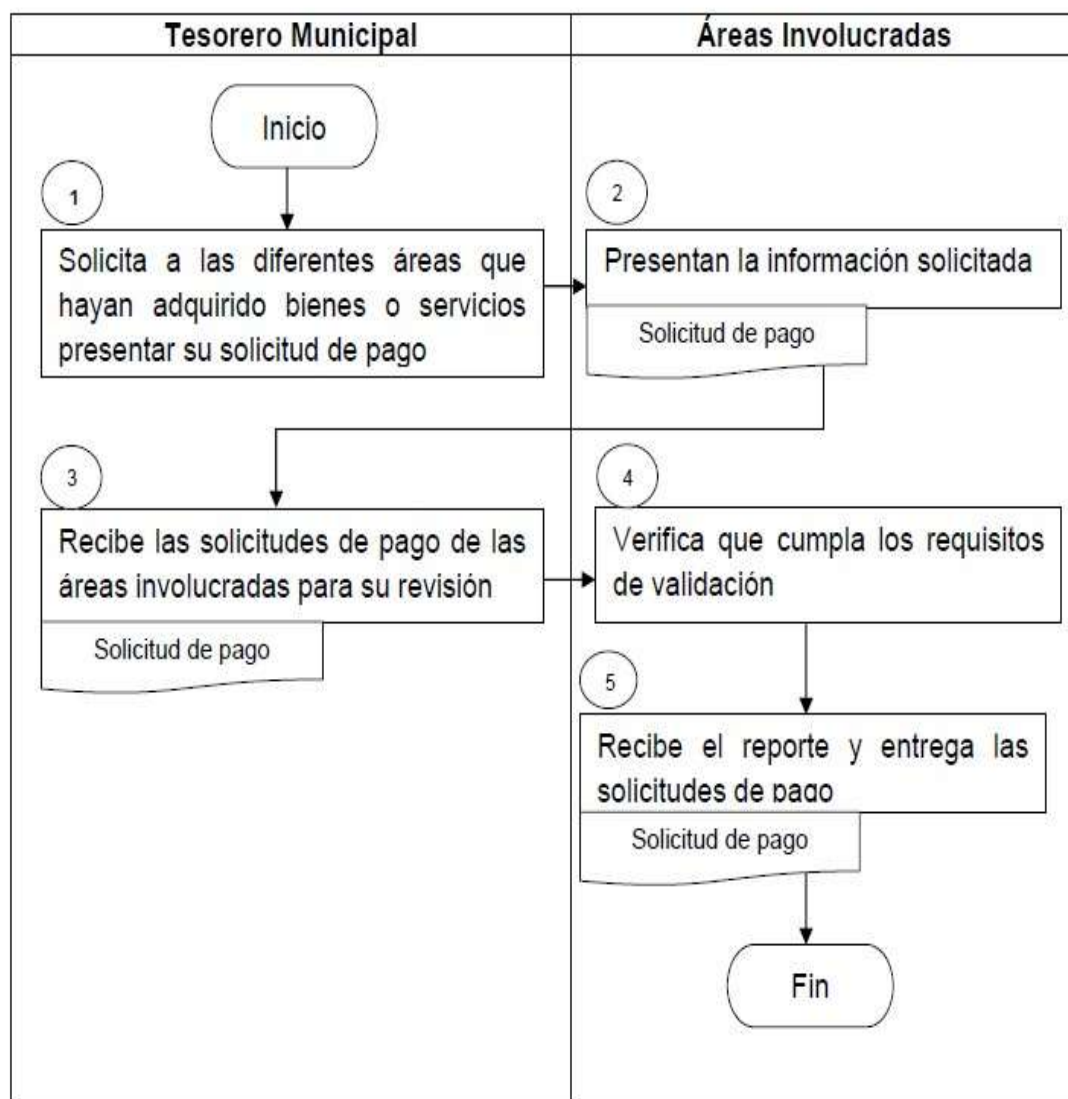 Tesorero Municipal
Áreas Involucradas
Inicio
1
Solicita a las diferentes áreas que
hayan adquirido bienes o servicios
presentar su solicitud de pago
2
Presentan la información solicitada
Solicitud de pago
3
Recibe las solicitudes de pago de las
áreas involucradas para su revisión
Solicitud de pago
4
Verifica que cumpla los requisitos
de validación
5
Recibe el reporte y entrega las
solicitudes de pago
Solicitud de pago
Fin